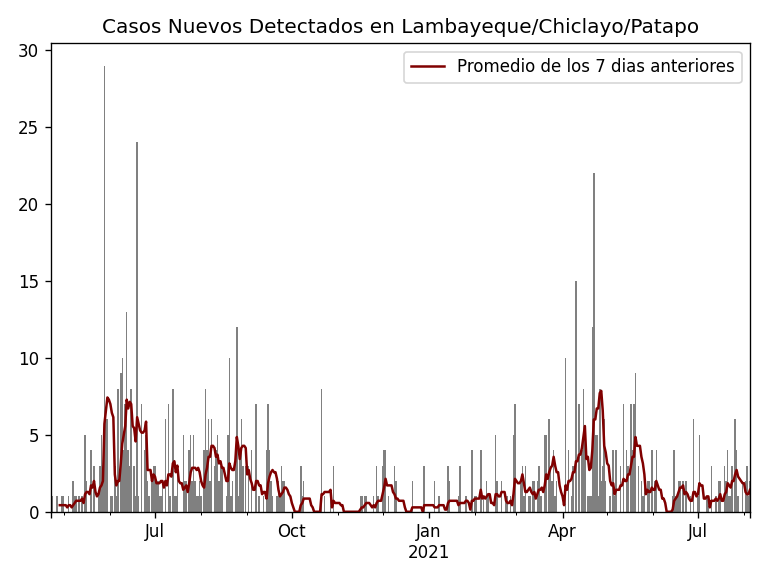 Casos Nuevos Detectados en Lambayeque/Chiclayo/Patapo
Promedio de los 7 dias anteriores
30
25
20
15
10
5
0
Jul
Oct
Jan
2021
Apr
Jul